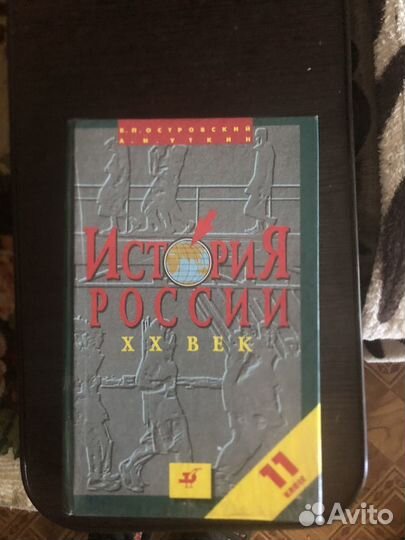 В.П.ОСТРОВСКИЙ
А.И.УТКИН
ИСТОРИЯ
РОССИИ
XX ВЕК
11
класс
Avito